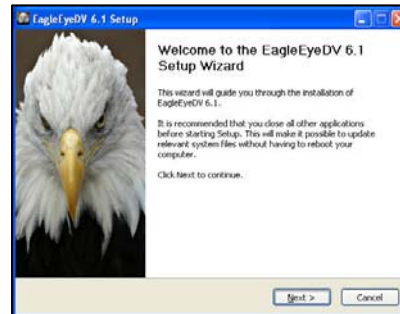 EagleEyeDV 6.1 Setup
Welcome to the EagleEyeDV 6.1
Setup Wizard
This wizard will guide you through the installation of
EagleEyeDV 6.1.
It is recommended that you close all other applications
before starting Setup. This will make it possible to update
relevant system files without having to reboot your
computer.
Click Next to continue.
Next >
Cancel